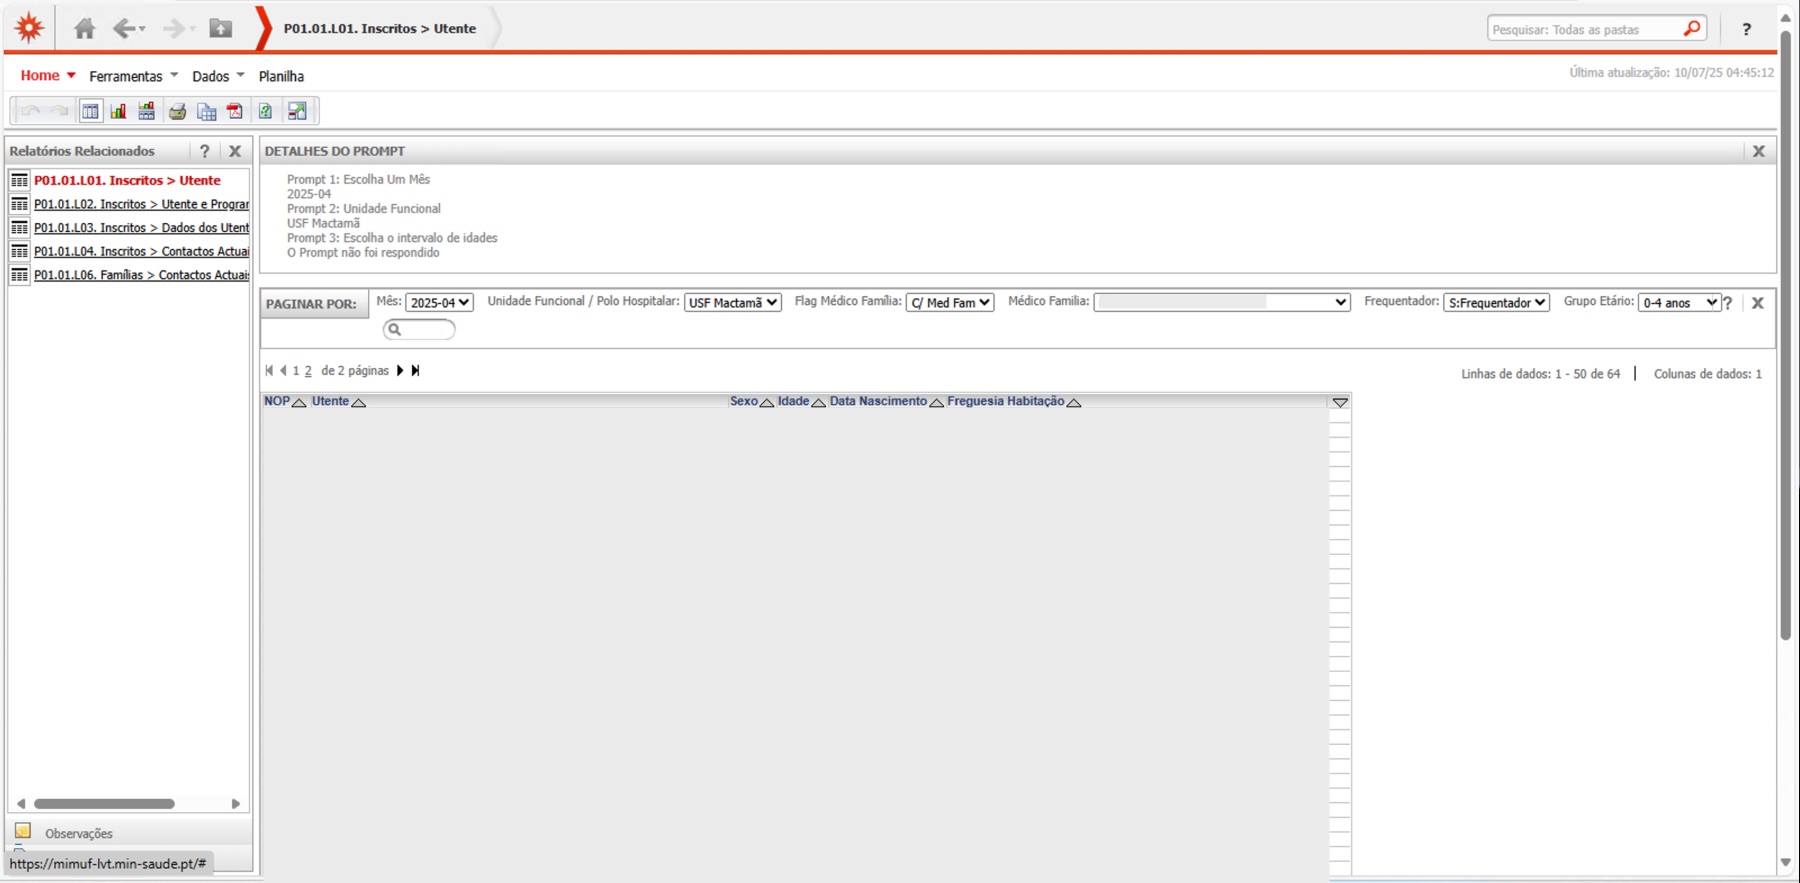 P01.01.L01. Inscritos > Utente
Pesquisar: Todas as pastas
?
Home Ferramentas Dados Planilha
Última atualização: 10/07/25 04:45:12
Relatórios Relacionados ? X
P01.01.L01. Inscritos > Utente
P01.01.L02. Inscritos > Utente e Program
P01.01.L03. Inscritos > Dados dos Utent
P01.01.L04. Inscritos > Contactos Actuai
P01.01.L06. Famílias > Contactos Actuais
Observações
https://mimuf-lvt.min-saude.pt/#
DETALHES DO PROMPT X
Prompt 1: Escolha Um Mês
2025-04
Prompt 2: Unidade Funcional
USF Mactamã
Prompt 3: Escolha o intervalo de idades
O Prompt não foi respondido
PAGINAR POR: Mês: 2025-04 Unidade Funcional / Polo Hospitalar: USF Mactamã Flag Médico Família: C/ Med Fam Médico Familia: Frequentador: S:Frequentador Grupo Etário: 0-4 anos ? X
1 2 de 2 páginas
Linhas de dados: 1 - 50 de 64 | Colunas de dados: 1
NOP Utente Sexo Idade Data Nascimento Freguesia Habitação